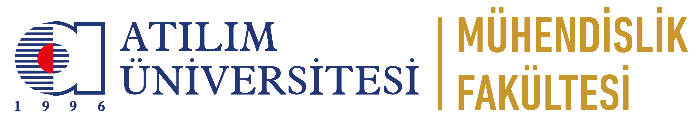 ATILIM
ÜNİVERSİTESİ
1996
MÜHENDİSLİK
FAKÜLTESİ